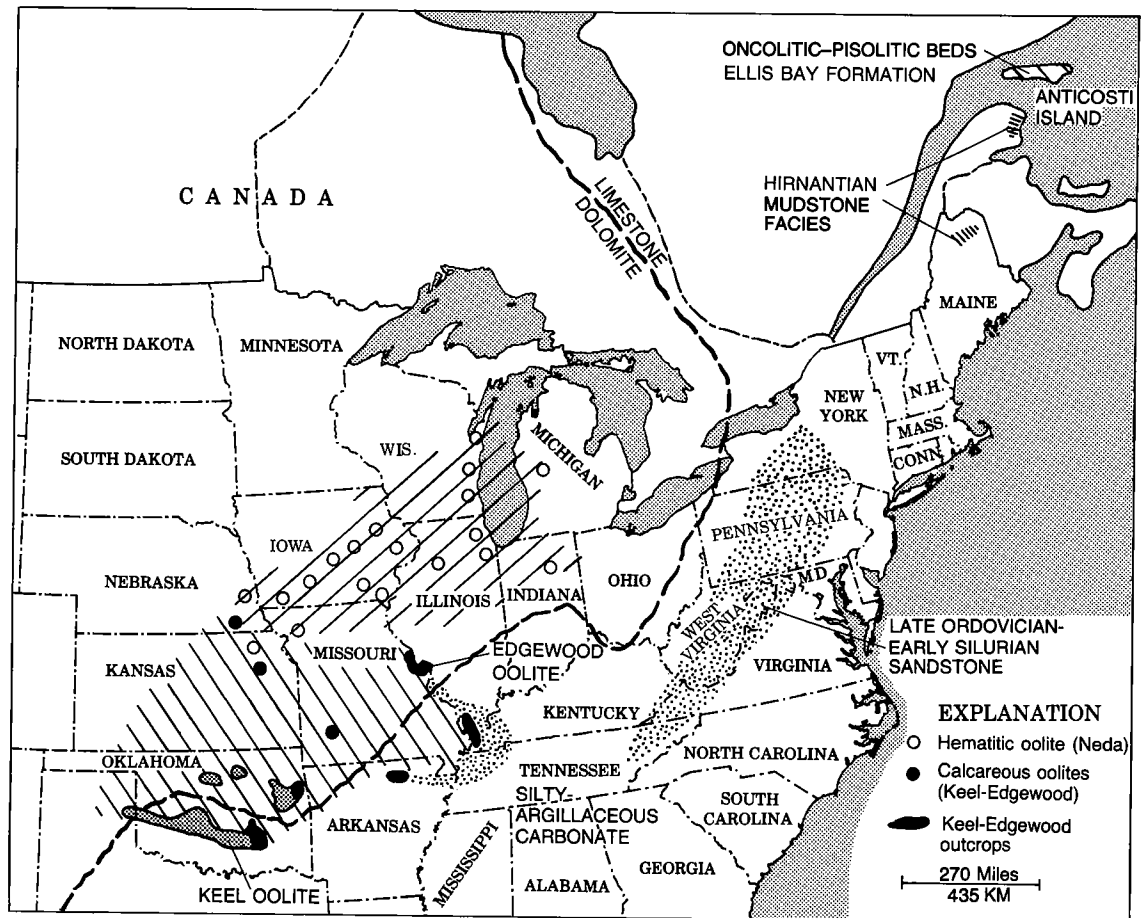 ONCOLITIC–PISOLITIC BEDS
ELLIS BAY FORMATION
ANTICOSTI
ISLAND
HIRNANTIAN
MUDSTONE
FACIES
CANADA
LIMESTONE
DOLOMITE
MAINE
NORTH DAKOTA
MINNESOTA
VT.
N.H.
NEW
YORK
MASS.
CONN.
SOUTH DAKOTA
WIS.
MICHIGAN
PENNSYLVANIA
IOWA
NEBRASKA
ILLINOIS
INDIANA
OHIO
MD.
WEST
VIRGINIA
LATE ORDOVICIAN-
EARLY SILURIAN
SANDSTONE
KANSAS
MISSOURI
EDGEWOOD
OOLITE
VIRGINIA
KENTUCKY
EXPLANATION
Hematitic oolite (Neda)
Calcareous oolites
(Keel-Edgewood)
Keel-Edgewood
outcrops
270 Miles
435 KM
NORTH CAROLINA
OKLAHOMA
TENNESSEE
SILTY
ARGILLACEOUS
CARBONATE
SOUTH
CAROLINA
ARKANSAS
MISSISSIPPI
ALABAMA
GEORGIA
KEEL OOLITE